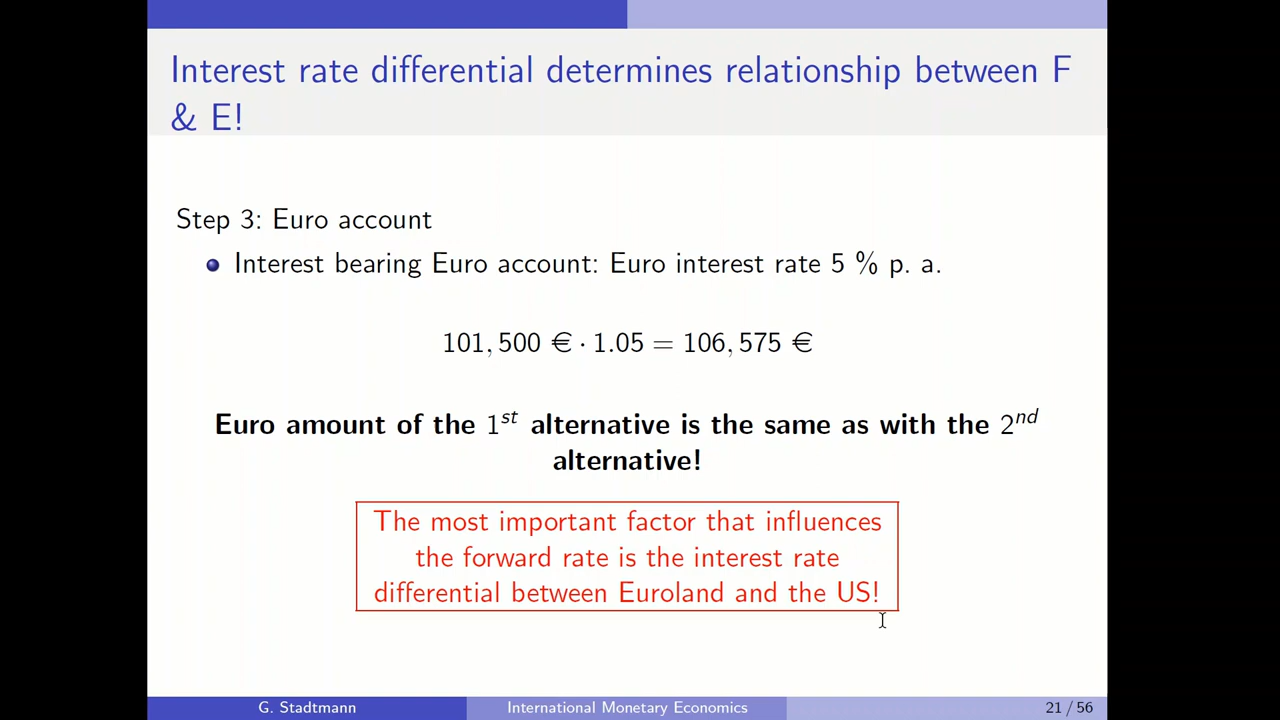 Interest rate differential determines relationship between F
& E!
Step 3: Euro account
Interest bearing Euro account: Euro interest rate 5 % p. a.
101, 500 € · 1.05 = 106, 575 €
Euro amount of the 1st alternative is the same as with the 2nd
alternative!
The most important factor that influences
the forward rate is the interest rate
differential between Euroland and the US!
G. Stadtmann International Monetary Economics 21 / 56